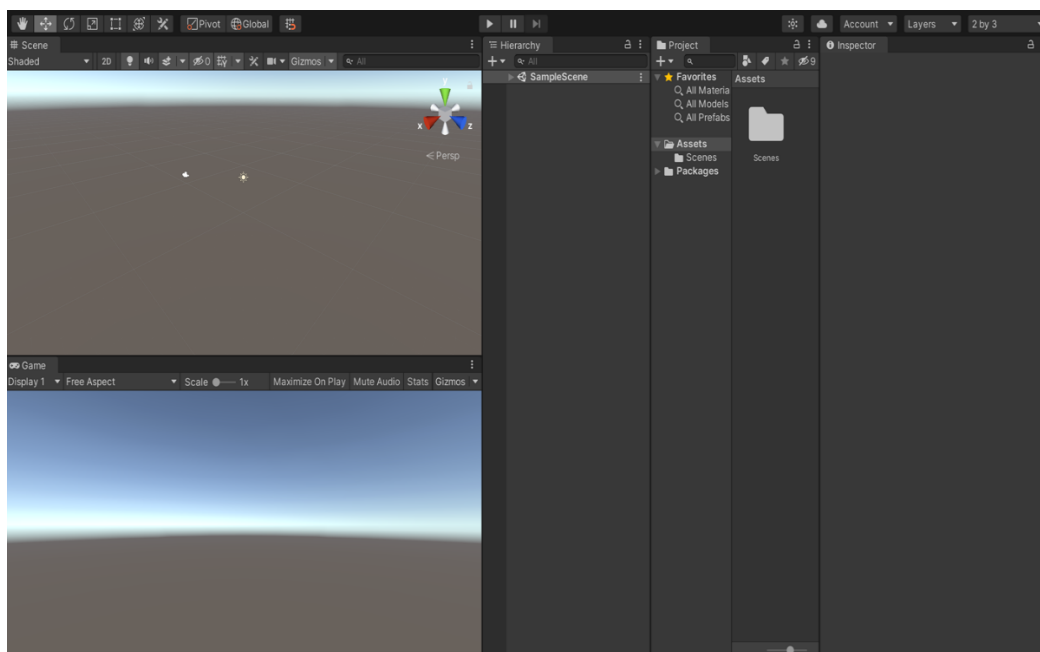 Pivot Global Account Layers 2 by 3
Scene
Shaded 2D 0 Gizmos All
y
x z
Persp
Game
Display 1 Free Aspect Scale 1x Maximize On Play Mute Audio Stats Gizmos
Hierarchy
All
SampleScene
Project
9
Favorites
All Materia
All Models
All Prefabs
Assets
Scenes
Packages
Assets
Scenes
Inspector